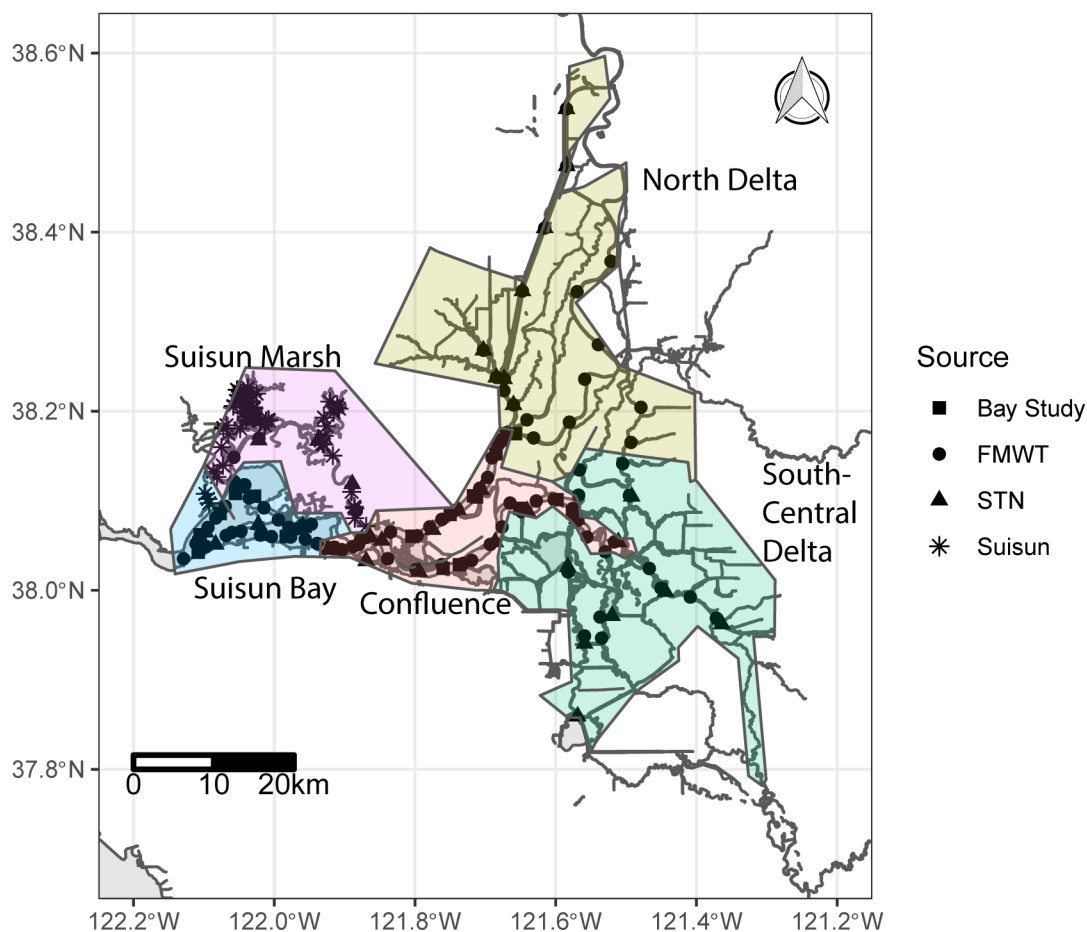 38.6°N
38.4°N
38.2°N
38.0°N
37.8°N
North Delta
Suisun Marsh
South-
Central
Delta
Suisun Bay
Confluence
0 10 20km
122.2°W 122.0°W 121.8°W 121.6°W 121.4°W 121.2°W
Source
Bay Study
FMWT
STN
Suisun